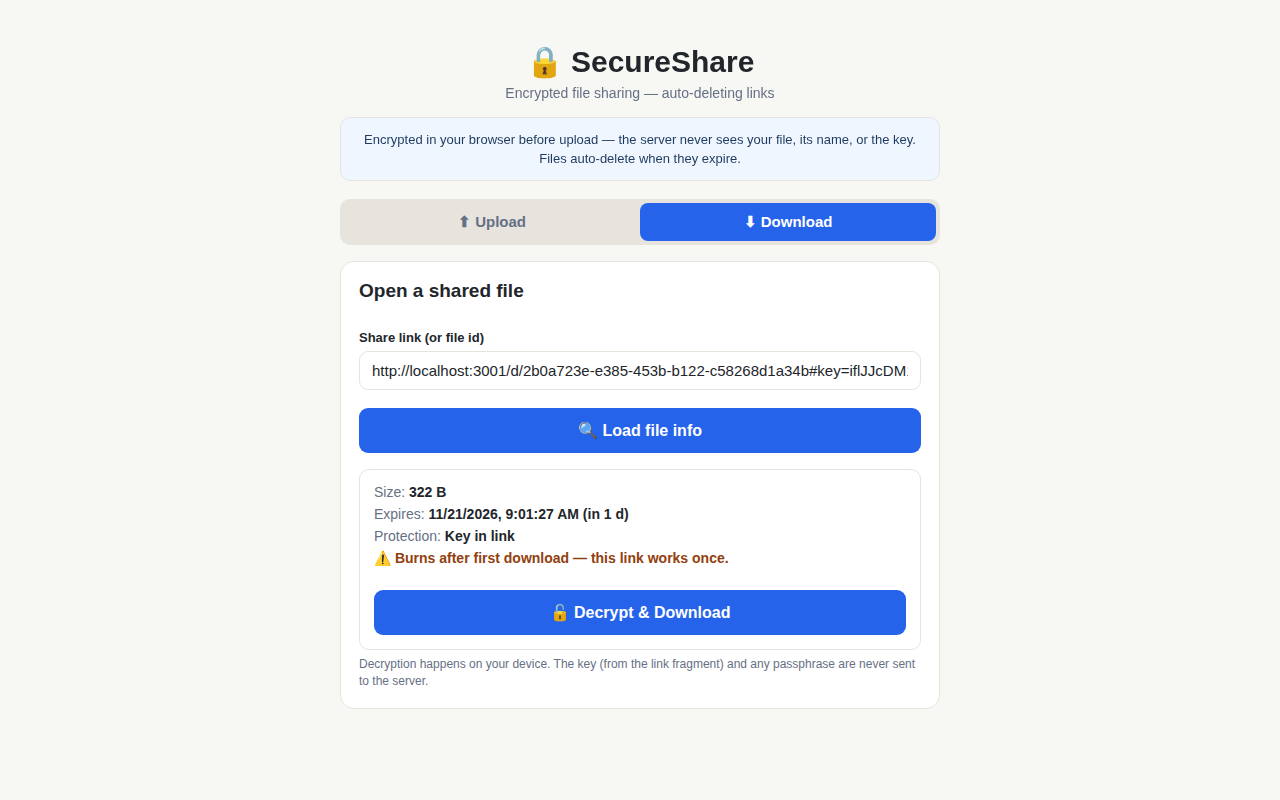 🔒 SecureShare
Encrypted file sharing — auto-deleting links
Encrypted in your browser before upload — the server never sees your file, its name, or the key.
Files auto-delete when they expire.
⬆ Upload
⬇ Download
Open a shared file
Share link (or file id)
http://localhost:3001/d/2b0a723e-e385-453b-b122-c58268d1a34b#key=iflJJcDM
🔍 Load file info
Size: 322 B
Expires: 11/21/2026, 9:01:27 AM (in 1 d)
Protection: Key in link
⚠️ Burns after first download — this link works once.
🔓 Decrypt & Download
Decryption happens on your device. The key (from the link fragment) and any passphrase are never sent
to the server.